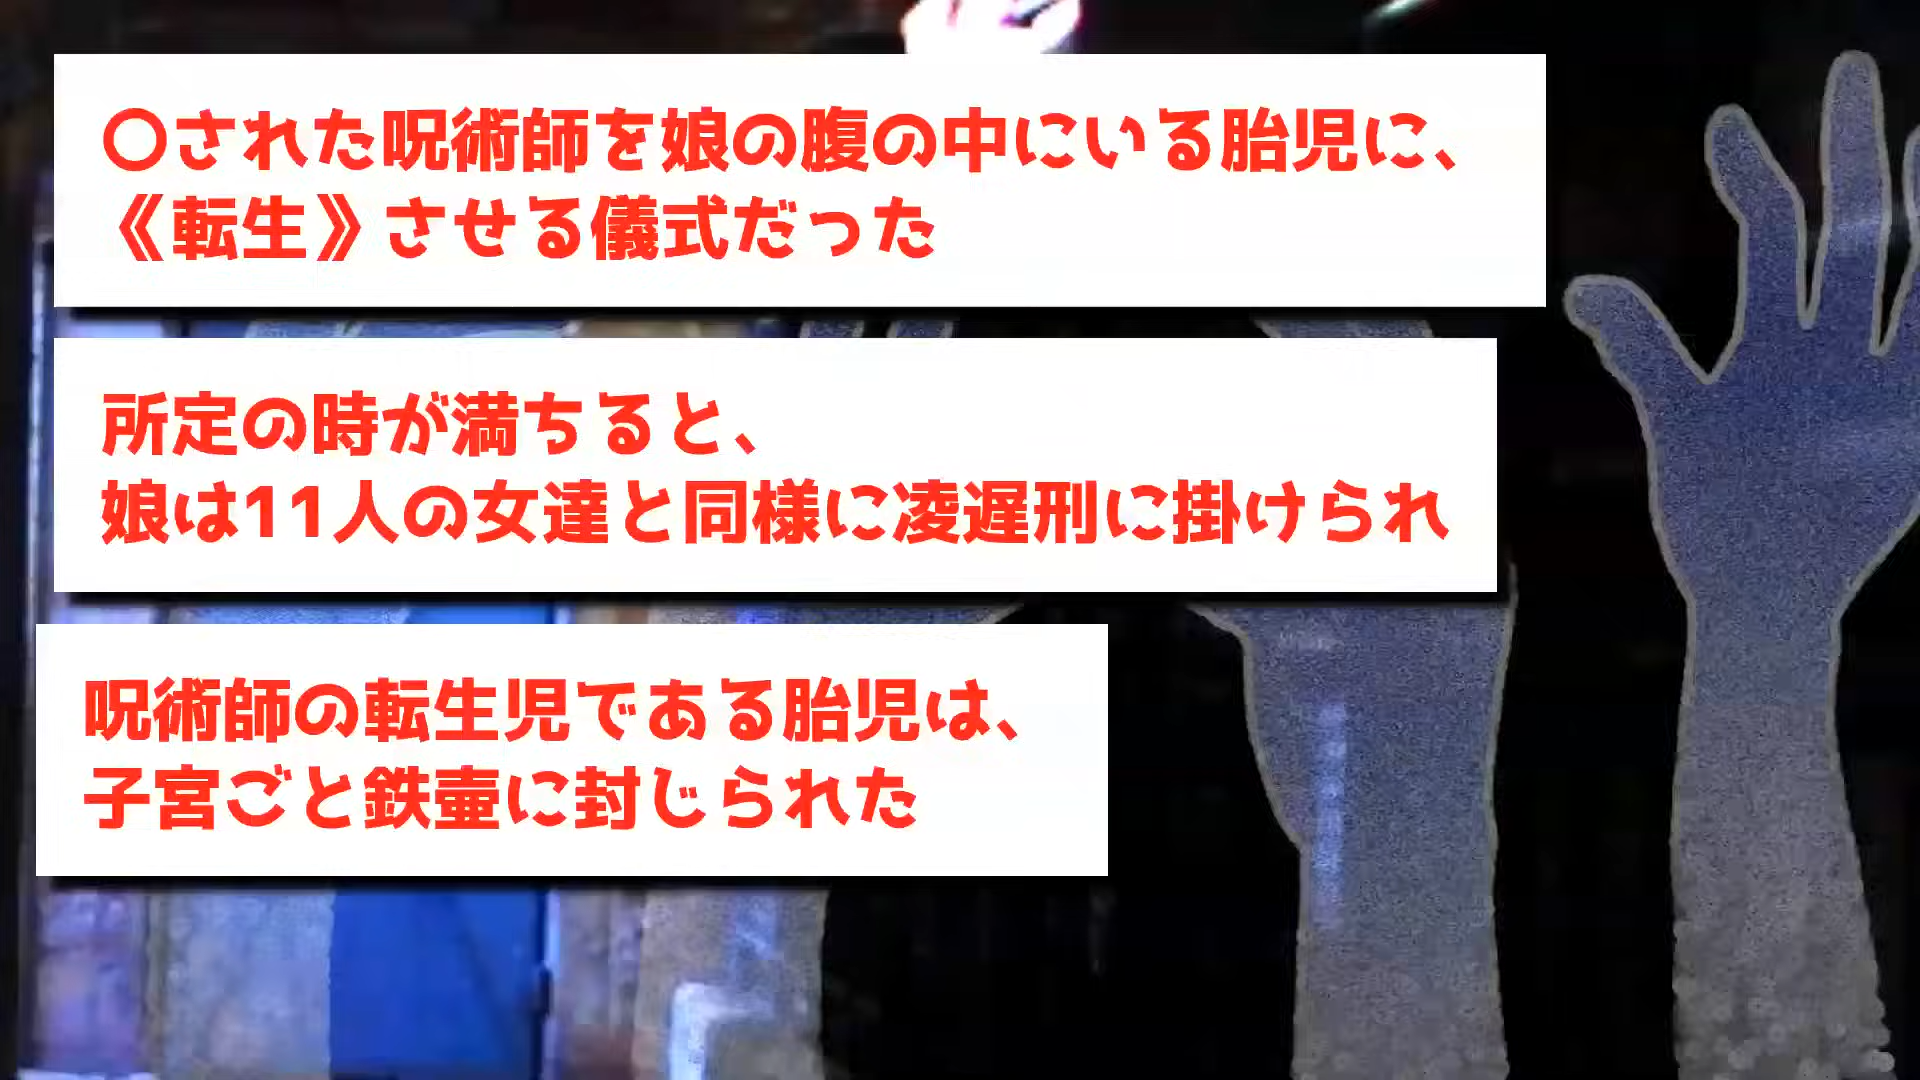 〇された呪術師を娘の腹の中にいる胎児に、
《転生》させる儀式だった
所定の時が満ちると、
娘は11人の女達と同様に凌遅刑に掛けられ
呪術師の転生児である胎児は、
子宮ごと鉄壷に封じられた